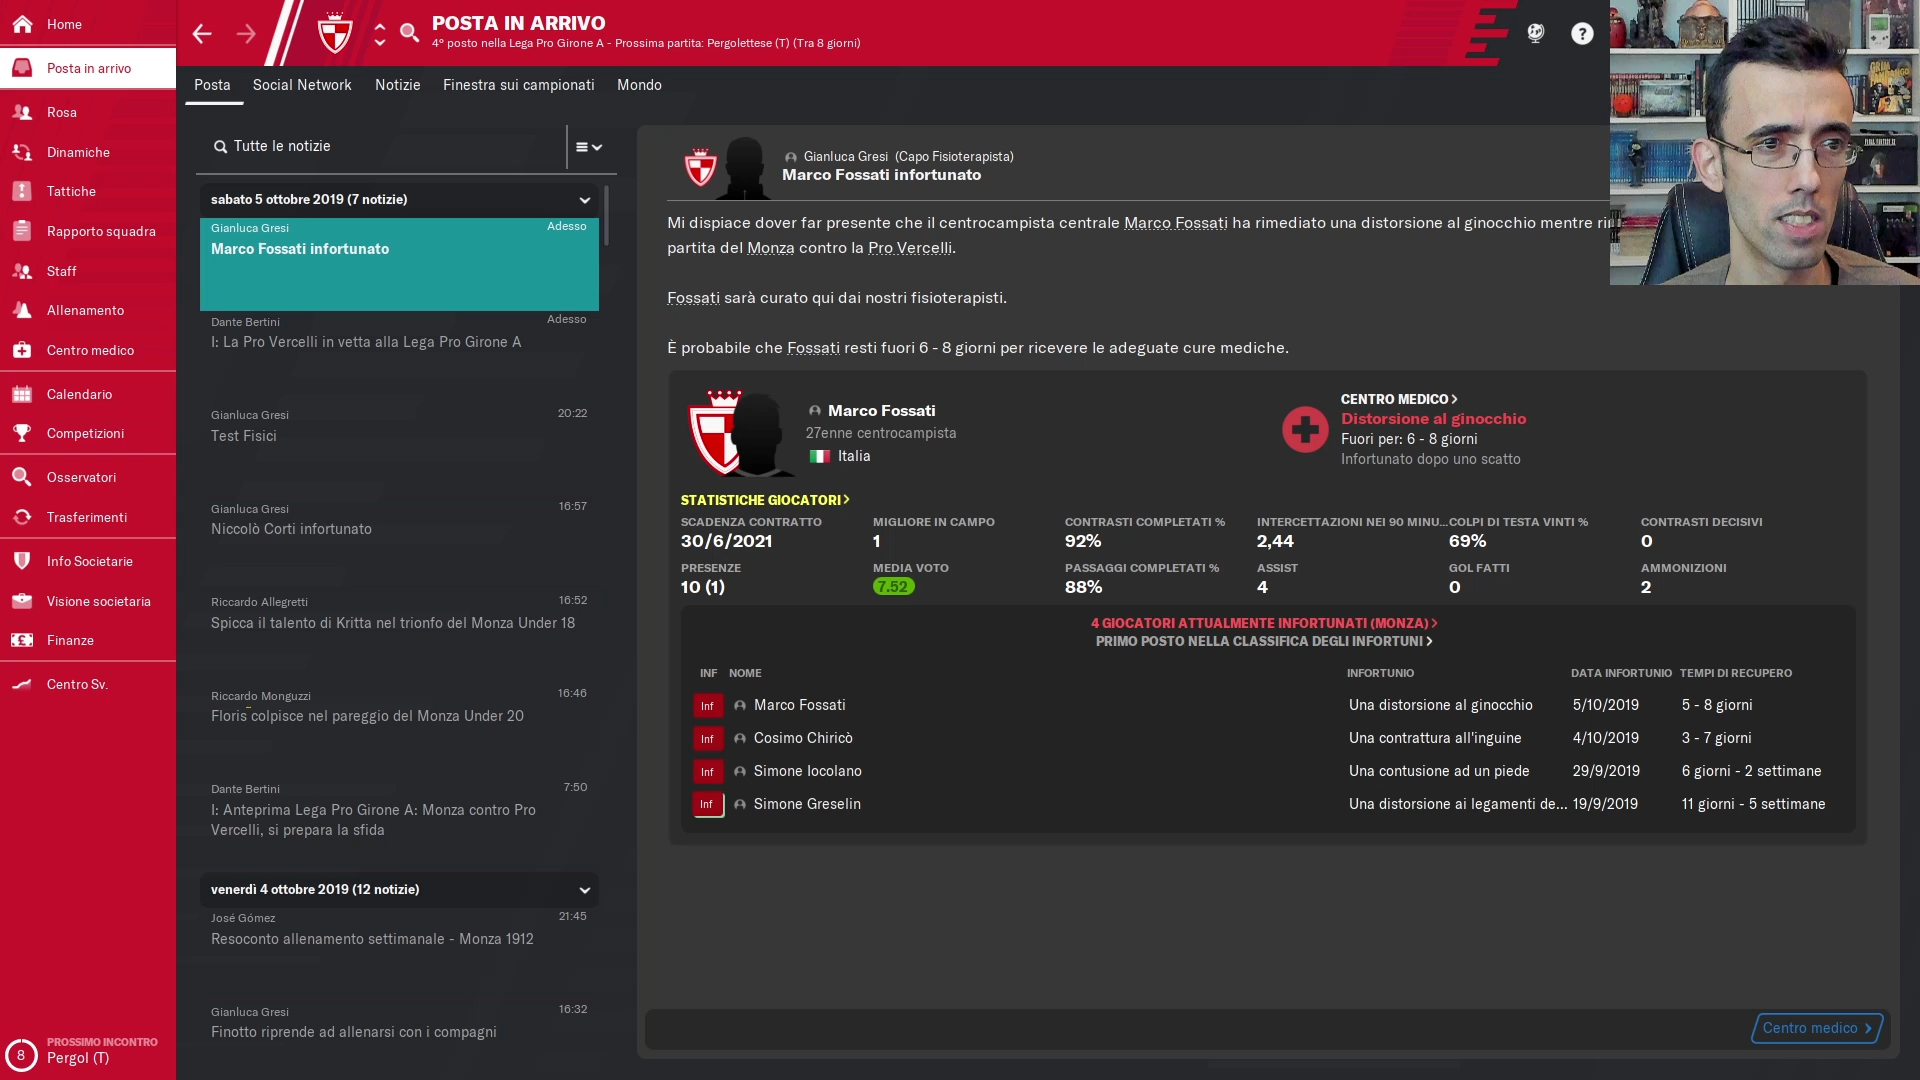 Home
Posta in arrivo
Rosa
Dinamiche
Tattiche
Rapporto squadra
Staff
Allenamento
Centro medico
Calendario
Competizioni
Osservatori
Trasferimenti
Info Societarie
Visione societaria
Finanze
Centro Sv.
8
PROSSIMO INCONTRO
Pergol (T)
POSTA IN ARRIVO
4° posto nella Lega Pro Girone A - Prossima partita: Pergolettese (T) (Tra 8 giorni)
?
Posta Social Network Notizie Finestra sui campionati Mondo
Tutte le notizie
sabato 5 ottobre 2019 (7 notizie)
Gianluca Gresi Adesso
Marco Fossati infortunato
Dante Bertini Adesso
I: La Pro Vercelli in vetta alla Lega Pro Girone A
Gianluca Gresi 20:22
Test Fisici
Gianluca Gresi 16:57
Niccolò Corti infortunato
Riccardo Allegretti 16:52
Spicca il talento di Kritta nel trionfo del Monza Under 18
Riccardo Monguzzi 16:46
Floris colpisce nel pareggio del Monza Under 20
Dante Bertini 7:50
I: Anteprima Lega Pro Girone A: Monza contro Pro
Vercelli, si prepara la sfida
venerdì 4 ottobre 2019 (12 notizie)
José Gómez 21:45
Resoconto allenamento settimanale - Monza 1912
Gianluca Gresi 16:32
Finotto riprende ad allenarsi con i compagni
Gianluca Gresi (Capo Fisioterapista)
Marco Fossati infortunato
Mi dispiace dover far presente che il centrocampista centrale Marco Fossati ha rimediato una distorsione al ginocchio mentre
partita del Monza contro la Pro Vercelli.
Fossati sarà curato qui dai nostri fisioterapisti.
È probabile che Fossati resti fuori 6 - 8 giorni per ricevere le adeguate cure mediche.
Marco Fossati
27enne centrocampista
Italia
CENTRO MEDICO
Distorsione al ginocchio
Fuori per: 6 - 8 giorni
Infortunato dopo uno scatto
STATISTICHE GIOCATORI
SCADENZA CONTRATTO MIGLIORE IN CAMPO CONTRASTI COMPLETATI % INTERCETTAZIONI NEI 90 MINU... COLPI DI TESTA VINTI % CONTRASTI DECISIVI
30/6/2021 1 92% 2,44 69% 0
PRESENZE MEDIA VOTO PASSAGGI COMPLETATI % ASSIST GOL FATTI AMMONIZIONI
10 (1) 7.52 88% 4 0 2
4 GIOCATORI ATTUALMENTE INFORTUNATI (MONZA)
PRIMO POSTO NELLA CLASSIFICA DEGLI INFORTUNI
INF NOME INFORTUNIO DATA INFORTUNIO TEMPI DI RECUPERO
Inf Marco Fossati Una distorsione al ginocchio 5/10/2019 5 - 8 giorni
Inf Cosimo Chiricò Una contrattura all'inguine 4/10/2019 3 - 7 giorni
Inf Simone Iocolano Una contusione ad un piede 29/9/2019 6 giorni - 2 settimane
Inf Simone Greselin Una distorsione ai legamenti de... 19/9/2019 11 giorni - 5 settimane
Centro medico
GRIM
FANDANGO